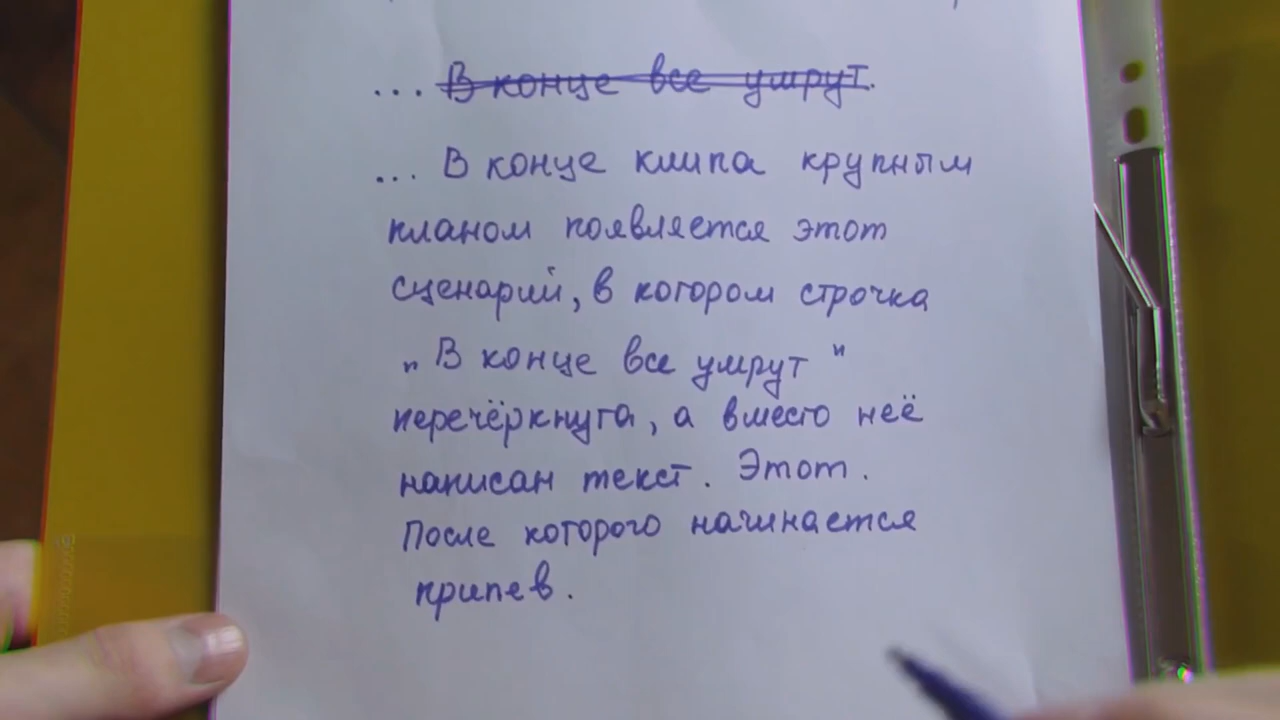 ... В конце все умрут.
... В конце клипа крупным
планом появляется этот
сценарий, в котором строчка
„В конце все умрут"
перечёркнута, а вместо неё
написан текст. Этот.
После которого начинается
припев.